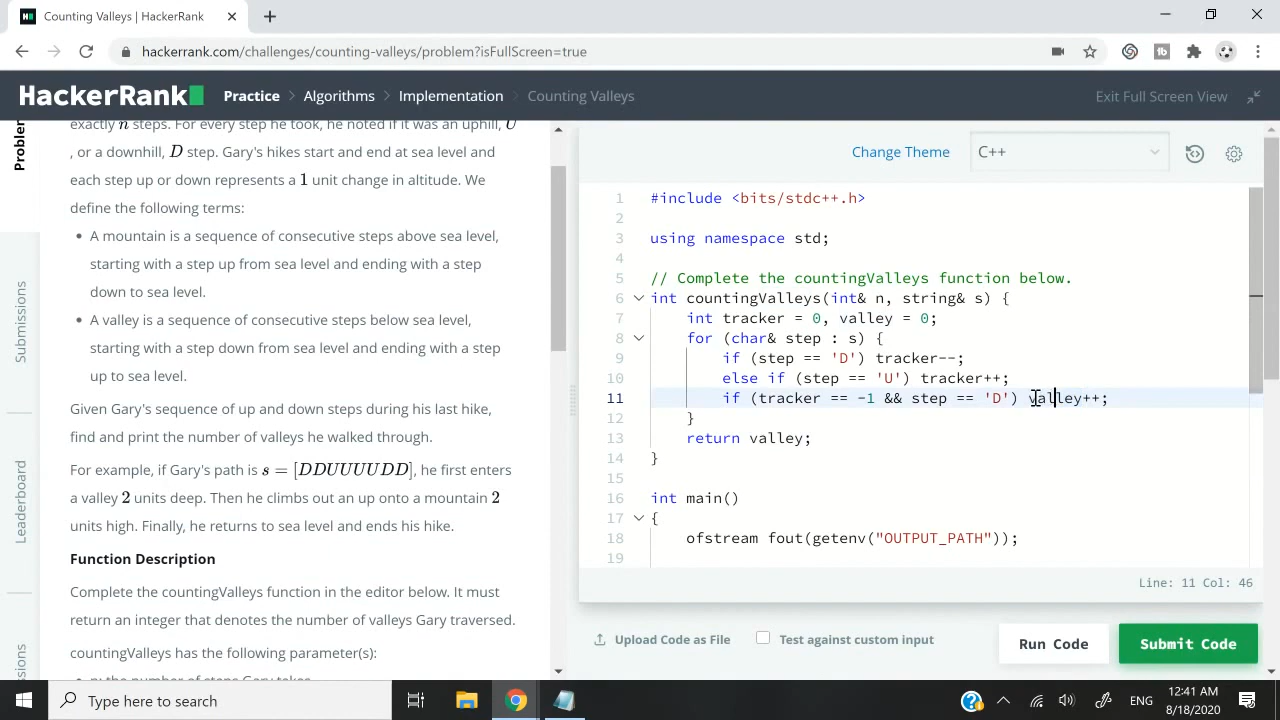 Counting Valleys | HackerRank
hackerrank.com/challenges/counting-valleys/problem?isFullScreen=true
HackerRank
Practice > Algorithms > Implementation > Counting Valleys
Exit Full Screen View
Submissions
Leaderboard
exactly n steps. For every step he took, he noted if it was an uphill, U
, or a downhill, D step. Gary's hikes start and end at sea level and
each step up or down represents a 1 unit change in altitude. We
define the following terms:
• A mountain is a sequence of consecutive steps above sea level,
starting with a step up from sea level and ending with a step
down to sea level.
• A valley is a sequence of consecutive steps below sea level,
starting with a step down from sea level and ending with a step
up to sea level.
Given Gary's sequence of up and down steps during his last hike,
find and print the number of valleys he walked through.
For example, if Gary's path is s = [DDUUUUDD], he first enters
a valley 2 units deep. Then he climbs out an up onto a mountain 2
units high. Finally, he returns to sea level and ends his hike.
Function Description
Complete the countingValleys function in the editor below. It must
return an integer that denotes the number of valleys Gary traversed.
countingValleys has the following parameter(s):
Change Theme
C++
1 #include <bits/stdc++.h>
2
3 using namespace std;
4
5 // Complete the countingValleys function below.
6 int countingValleys(int& n, string& s) {
7 int tracker = 0, valley = 0;
8 for (char& step : s) {
9 if (step == 'D') tracker--;
10 else if (step == 'U') tracker++;
11 if (tracker == -1 && step == 'D') valley++;
12 }
13 return valley;
14 }
15
16 int main()
17 {
18 ofstream fout(getenv("OUTPUT_PATH"));
19
Line: 11 Col: 46
Upload Code as File
Test against custom input
Run Code
Submit Code
Type here to search
ENG
12:41 AM
8/18/2020